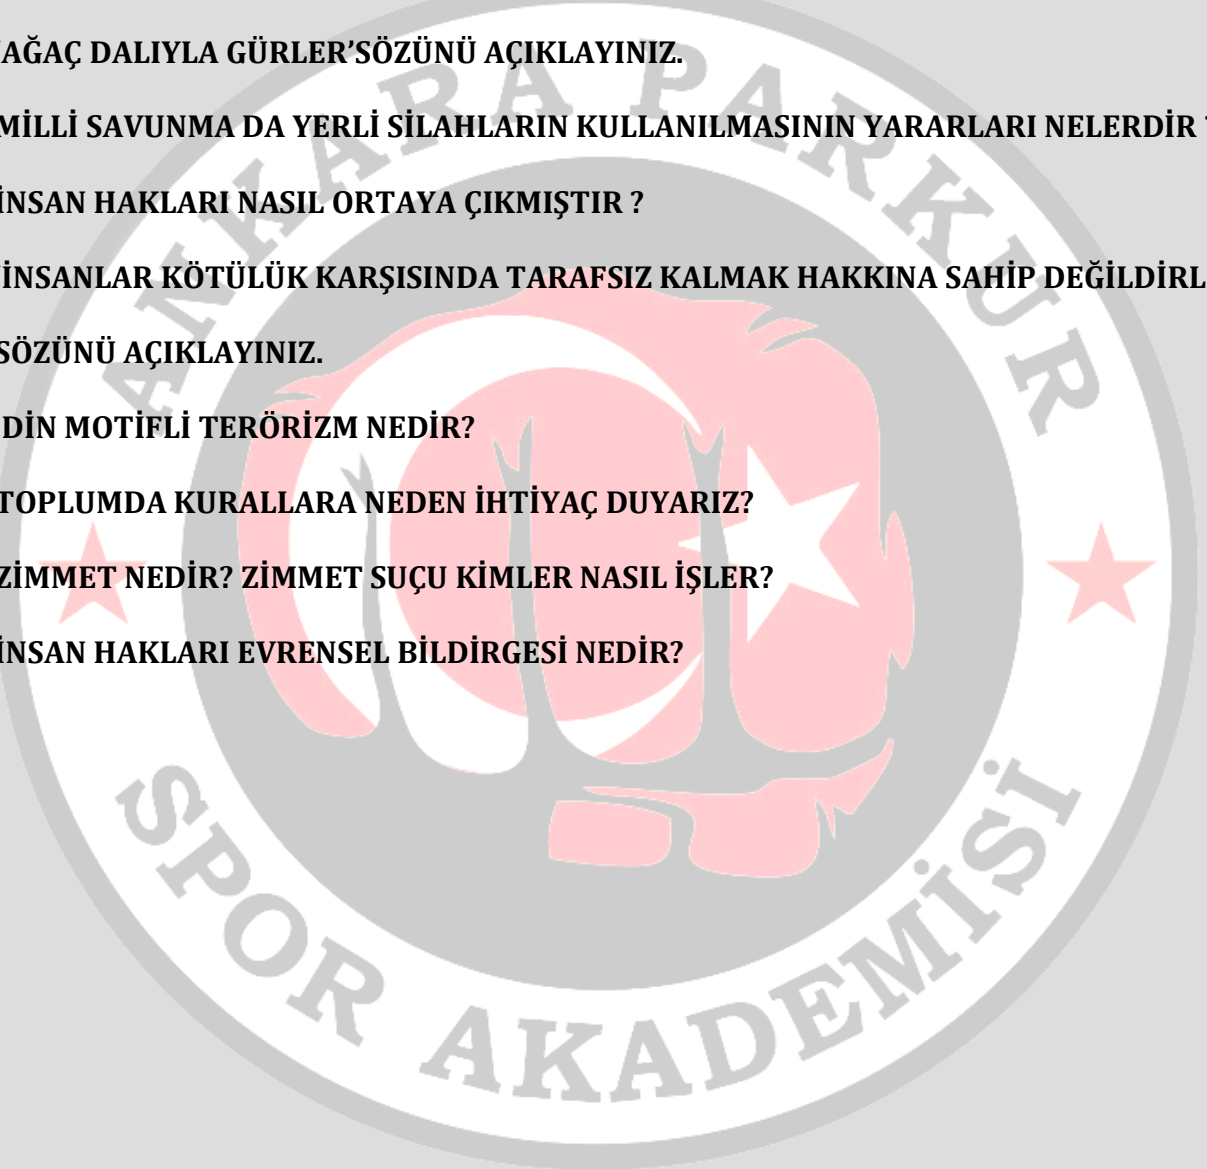 'AĞAÇ DALIYLA GÜRLER'SÖZÜNÜ AÇIKLAYINIZ.
MİLLİ SAVUNMA DA YERLİ SİLAHLARIN KULLANILMASININ YARARLARI NELERDİR ?
İNSAN HAKLARI NASIL ORTAYA ÇIKMIŞTIR ?
'İNSANLAR KÖTÜLÜK KARŞISINDA TARAFSIZ KALMAK HAKKINA SAHİP
SÖZÜNÜ AÇIKLAYINIZ.
DİN MOTİFLİ TERÖRİZM NEDİR?
TOPLUMDA KURALLARA NEDEN İHTİYAÇ DUYARIZ?
ZİMMET NEDİR? ZİMMET SUÇU KİMLER NASIL İŞLER?
İNSAN HAKLARI EVRENSEL BİLDİRGESİ NEDİR?
ANKARA PARKUR
SPOR AKADEMİSİ